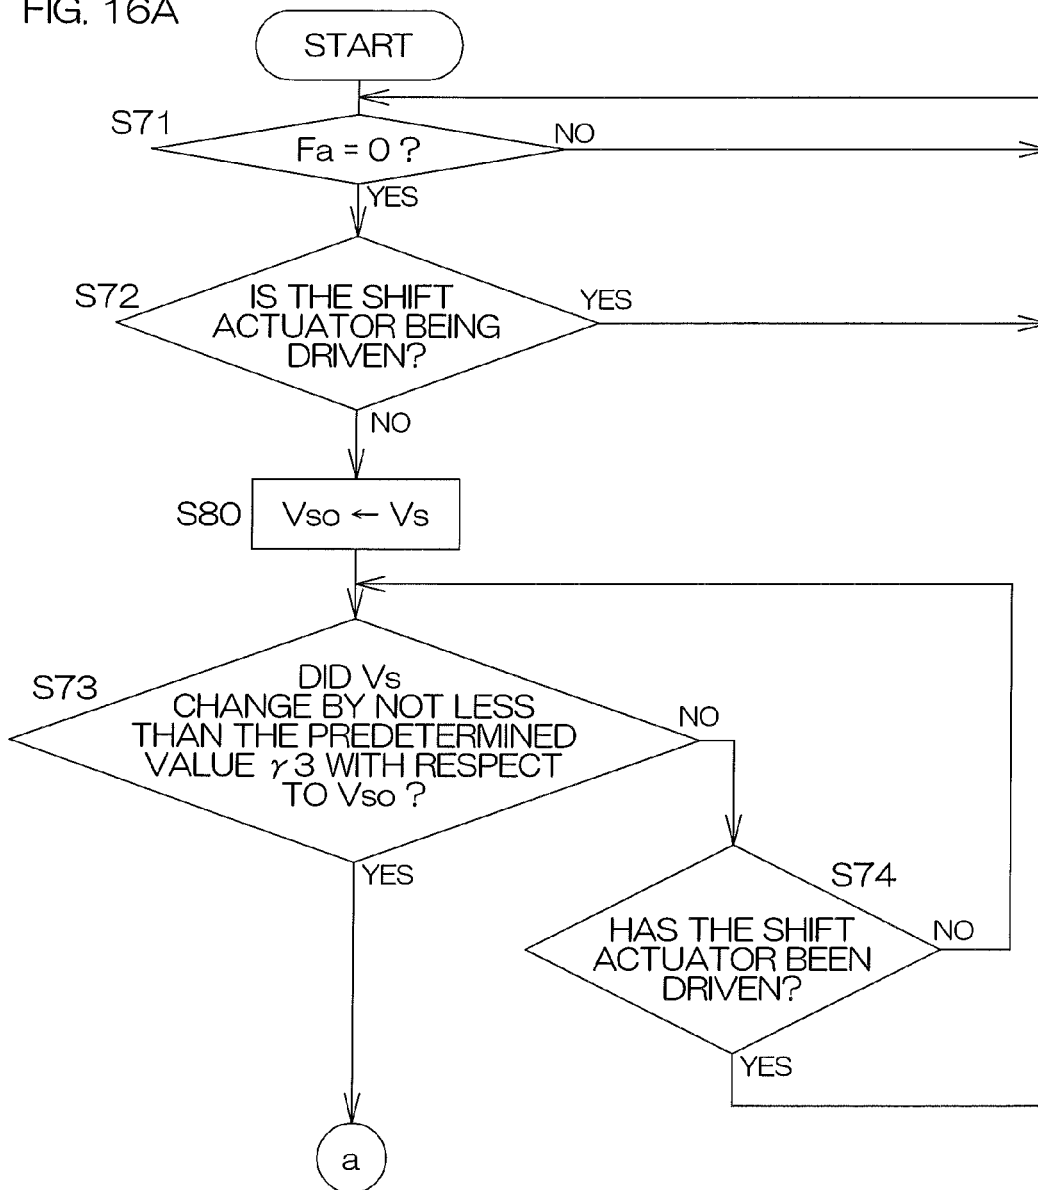 FIG. 16A
START
S71
Fa = 0 ?
NO
YES
S72
IS THE SHIFT
ACTUATOR BEING
DRIVEN?
YES
NO
S80
Vso ← Vs
S73
DID Vs
CHANGE BY NOT LESS
THAN THE PREDETERMINED
VALUE γ3 WITH RESPECT
TO Vso ?
NO
YES
S74
HAS THE SHIFT
ACTUATOR BEEN
DRIVEN?
NO
YES
a